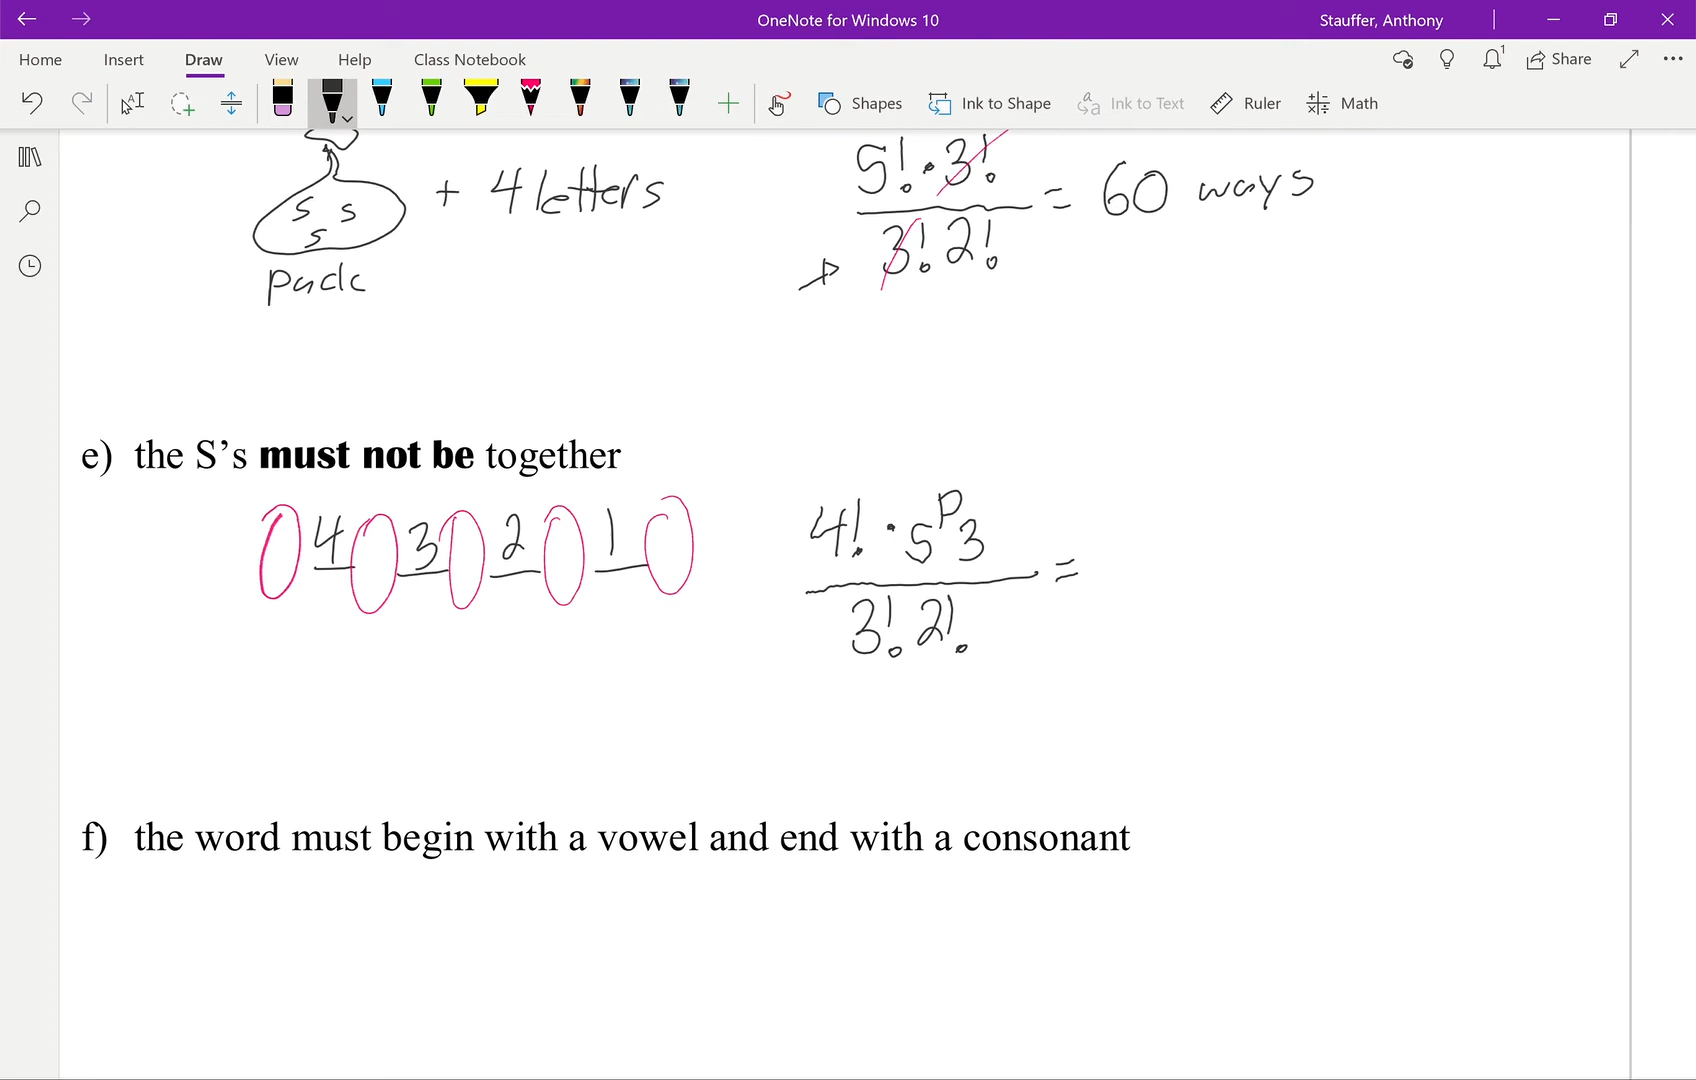 OneNote for Windows 10
Stauffer, Anthony
Home Insert Draw View Help Class Notebook
1
Share
Shapes Ink to Shape Ink to Text Ruler Math
S S S
+ 4 letters
5! · 3!
3! 2!
= 60 ways
e) the S's must not be together
4 3 2 1
4! · 5P3
3! 2!
=
f) the word must begin with a vowel and end with a consonant